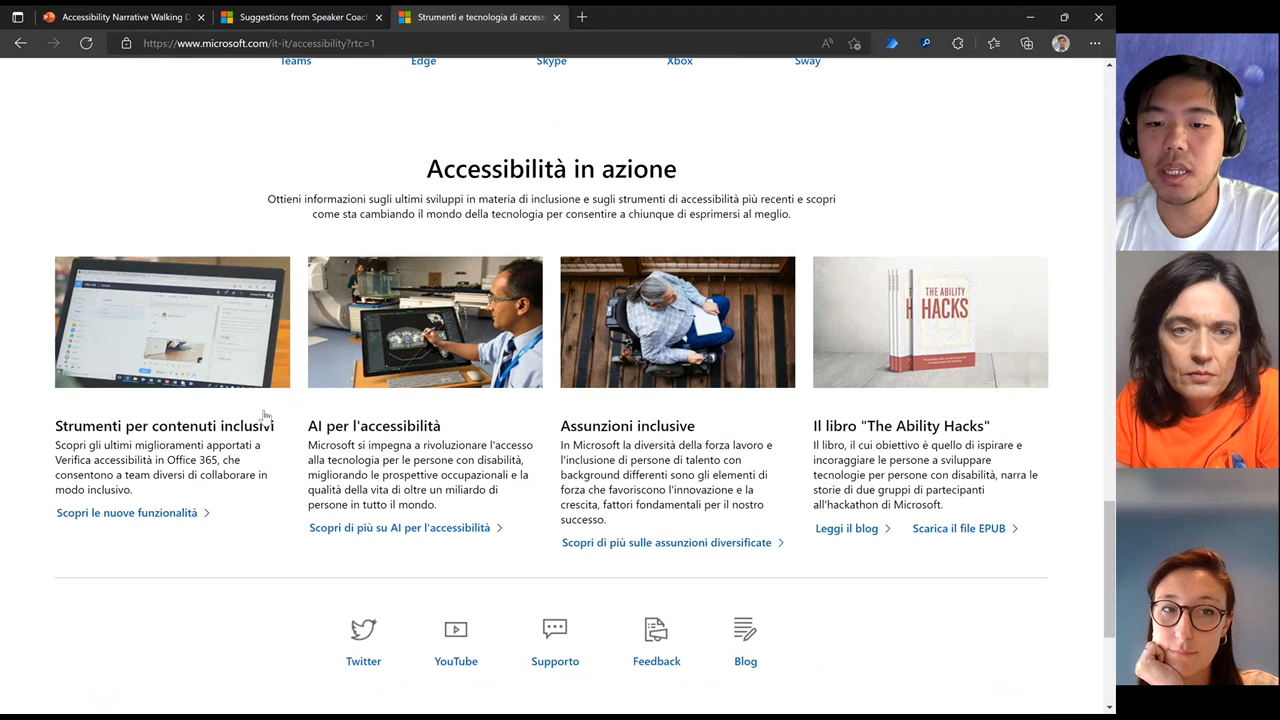 Accessibility Narrative Walking D
Suggestions from Speaker Coach
Strumenti e tecnologia di access
https://www.microsoft.com/it-it/accessibility?rtc=1
Teams
Edge
Skype
Xbox
Sway
Accessibilità in azione
Ottieni informazioni sugli ultimi sviluppi in materia di inclusione e sugli strumenti di accessibilità più recenti e scopri
come sta cambiando il mondo della tecnologia per consentire a chiunque di esprimersi al meglio.
THE ABILITY
HACKS
Strumenti per contenuti inclusivi
Scopri gli ultimi miglioramenti apportati a
Verifica accessibilità in Office 365, che
consentono a team diversi di collaborare in
modo inclusivo.
Scopri le nuove funzionalità
AI per l'accessibilità
Microsoft si impegna a rivoluzionare l'accesso
alla tecnologia per le persone con disabilità,
migliorando le prospettive occupazionali e la
qualità della vita di oltre un miliardo di
persone in tutto il mondo.
Scopri di più su AI per l'accessibilità
Assunzioni inclusive
In Microsoft la diversità della forza lavoro e
l'inclusione di persone di talento con
background differenti sono gli elementi di
forza che favoriscono l'innovazione e la
crescita, fattori fondamentali per il nostro
successo.
Scopri di più sulle assunzioni diversificate
Il libro "The Ability Hacks"
Il libro, il cui obiettivo è quello di ispirare e
incoraggiare le persone a sviluppare
tecnologie per persone con disabilità, narra le
storie di due gruppi di partecipanti
all'hackathon di Microsoft.
Leggi il blog
Scarica il file EPUB
Twitter
YouTube
Supporto
Feedback
Blog